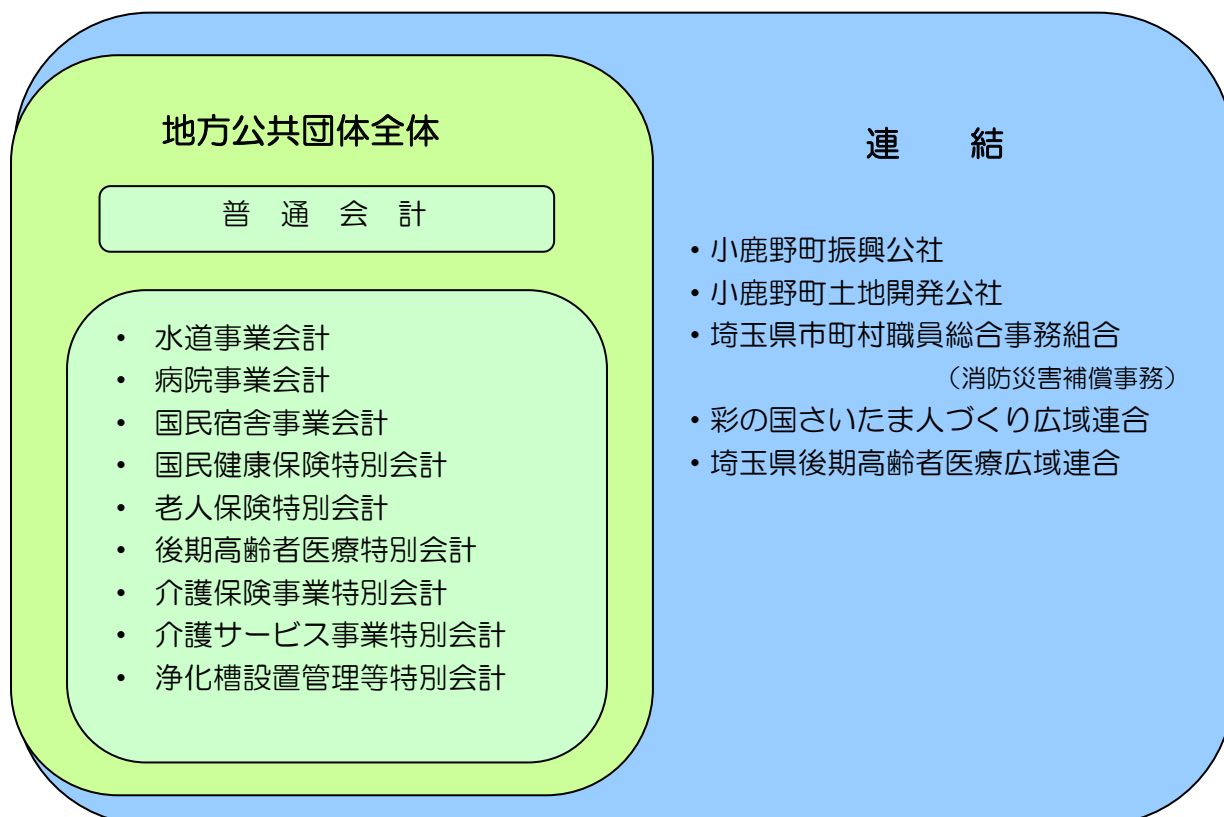 地方公共団体全体
普　通　会　計
・ 水道事業会計
・ 病院事業会計
・ 国民宿舎事業会計
・ 国民健康保険特別会計
・ 老人保険特別会計
・ 後期高齢者医療特別会計
・ 介護保険事業特別会計
・ 介護サービス事業特別会計
・ 浄化槽設置管理等特別会計
連　　結
・小鹿野町振興公社
・小鹿野町土地開発公社
・埼玉県市町村職員総合事務組合
（消防災害補償事務）
・彩の国さいたま人づくり広域連合
・埼玉県後期高齢者医療広域連合